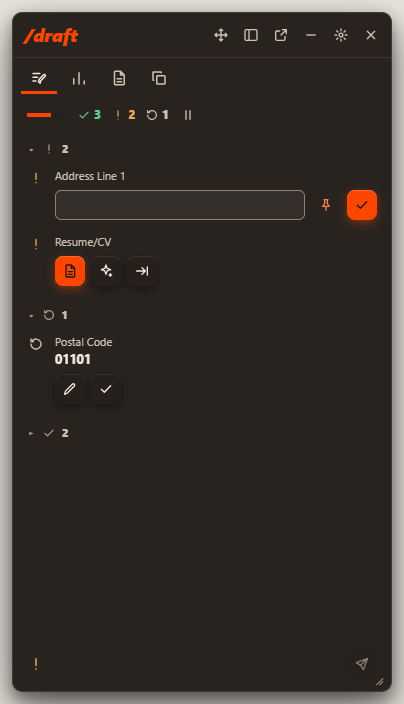 /draft
3 ! 2 1
! 2
! Address Line 1
! Resume/CV
1
Postal Code
01101
2
!